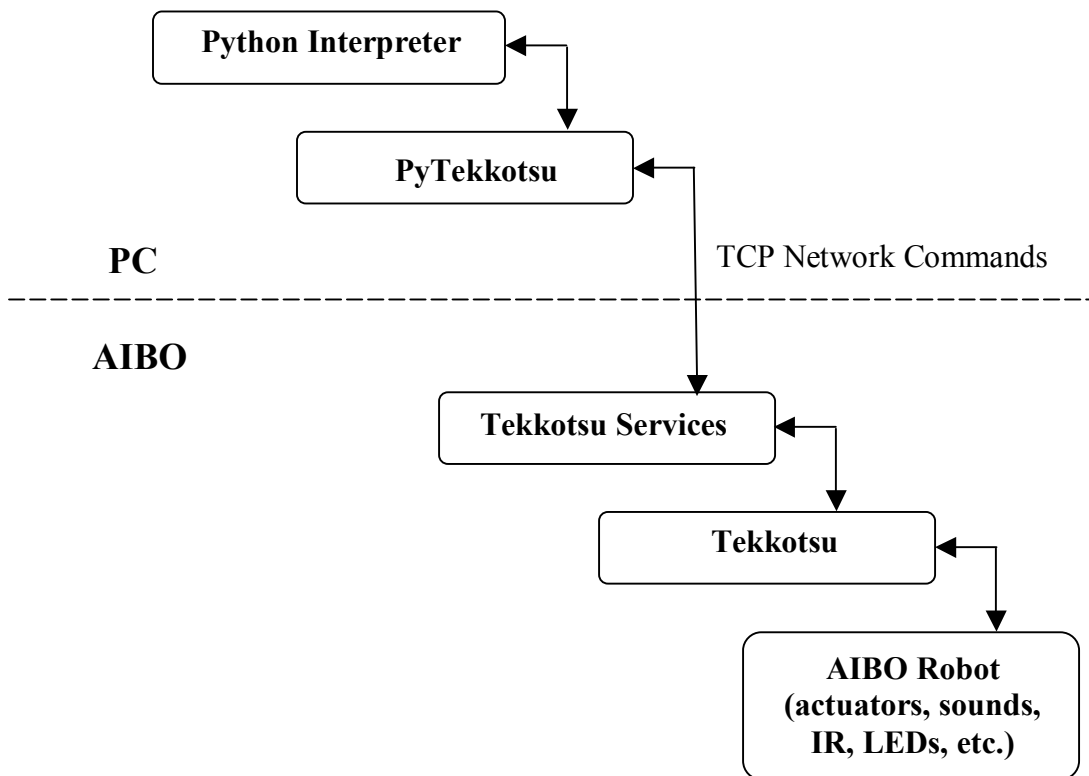 Python Interpreter
PyTekkotsu
PC
TCP Network Commands
AIBO
Tekkotsu Services
Tekkotsu
AIBO Robot
(actuators, sounds,
IR, LEDs, etc.)